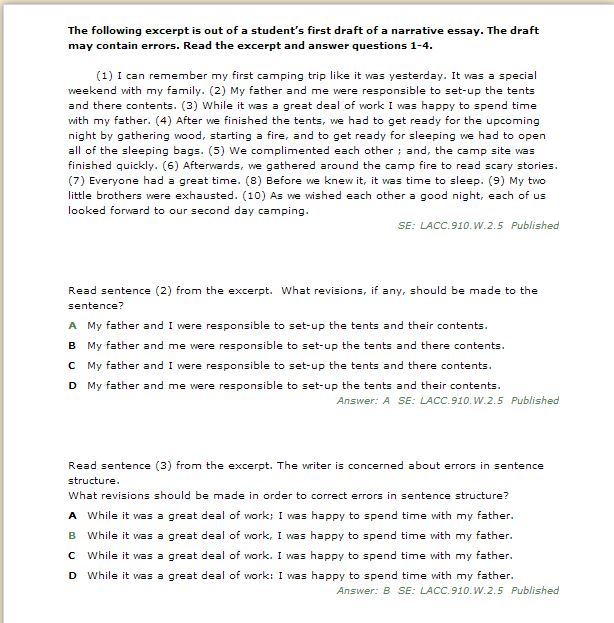 The following excerpt is out of a student's first draft of a narrative essay. The draft
may contain errors. Read the excerpt and answer questions 1-4.
(1) I can remember my first camping trip like it was yesterday. It was a special
weekend with my family. (2) My father and me were responsible to set-up the tents
and there contents. (3) While it was a great deal of work I was happy to spend time
with my father. (4) After we finished the tents, we had to get ready for the upcoming
night by gathering wood, starting a fire, and to get ready for sleeping we had to open
all of the sleeping bags. (5) We complimented each other ; and, the camp site was
finished quickly. (6) Afterwards, we gathered around the camp fire to read scary stories.
(7) Everyone had a great time. (8) Before we knew it, it was time to sleep. (9) My two
little brothers were exhausted. (10) As we wished each other a good night, each of us
looked forward to our second day camping.
SE: LACC.910.W.2.5 Published
Read sentence (2) from the excerpt. What revisions, if any, should be made to the
sentence?
A My father and I were responsible to set-up the tents and their contents.
B My father and me were responsible to set-up the tents and there contents.
C My father and I were responsible to set-up the tents and there contents.
D My father and me were responsible to set-up the tents and their contents.
Answer: A SE: LACC.910.W.2.5 Published
Read sentence (3) from the excerpt. The writer is concerned about errors in sentence
structure.
What revisions should be made in order to correct errors in sentence structure?
A While it was a great deal of work; I was happy to spend time with my father.
B While it was a great deal of work, I was happy to spend time with my father.
C While it was a great deal of work. I was happy to spend time with my father.
D While it was a great deal of work: I was happy to spend time with my father.
Answer: B SE: LACC.910.W.2.5 Published